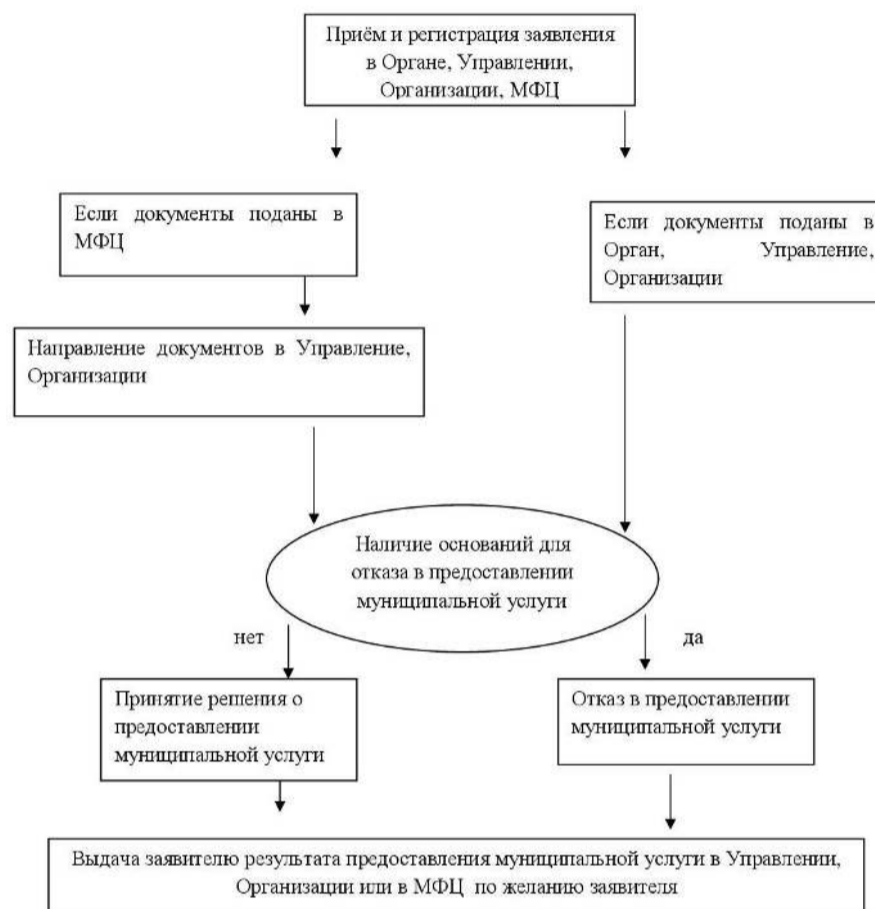 Приём и регистрация заявления
в Органе, Управлении,
Организации, МФЦ
Если документы поданы в
МФЦ
Если документы поданы в
Орган, Управление,
Организации
Направление документов в Управление,
Организации
Наличие оснований для
отказа в предоставлении
муниципальной услуги
нет
да
Принятие решения о
предоставлении
муниципальной услуги
Отказ в предоставлении
муниципальной услуги
Выдача заявителю результата предоставления муниципальной услуги в Управлении,
Организации или в МФЦ по желанию заявителя